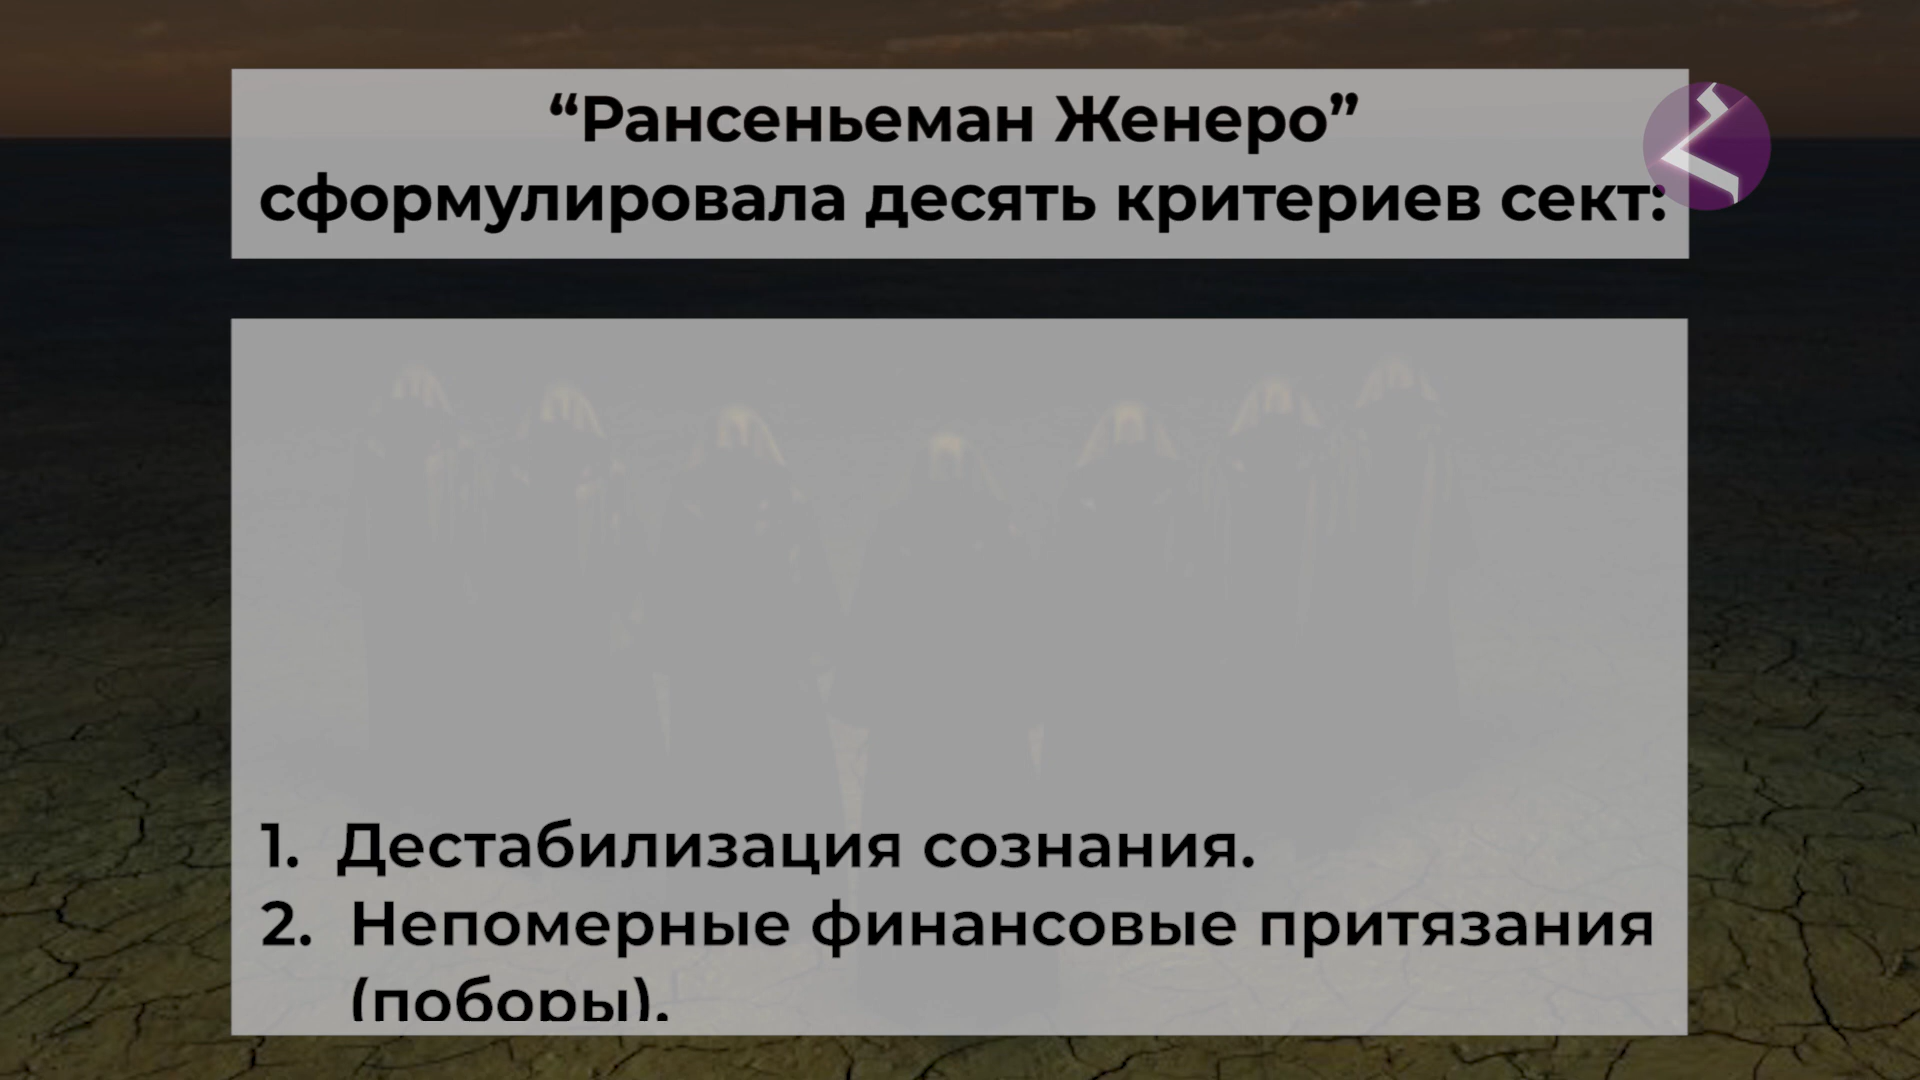 “Рансеньеман Женеро”
сформулировала десять критериев сект:
1. Дестабилизация сознания.
2. Непомерные финансовые притязания
(поборы).